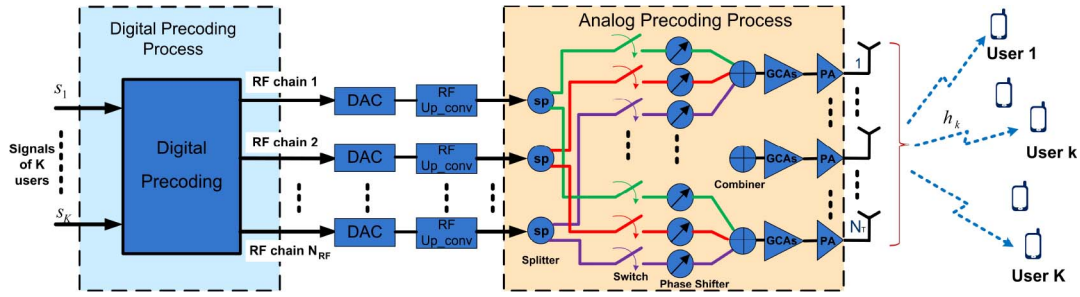 Digital Precoding
Process
Analog Precoding Process
s1
Signals
of K
users
sK
Digital
Precoding
RF chain 1
RF chain 2
RF chain NRF
DAC
RF
Up_conv
DAC
RF
Up_conv
DAC
RF
Up_conv
sp
sp
sp
Splitter
Switch
Phase Shifter
Combiner
GCAs
PA
1
GCAs
PA
GCAs
PA
NT
hk
User 1
User k
User K